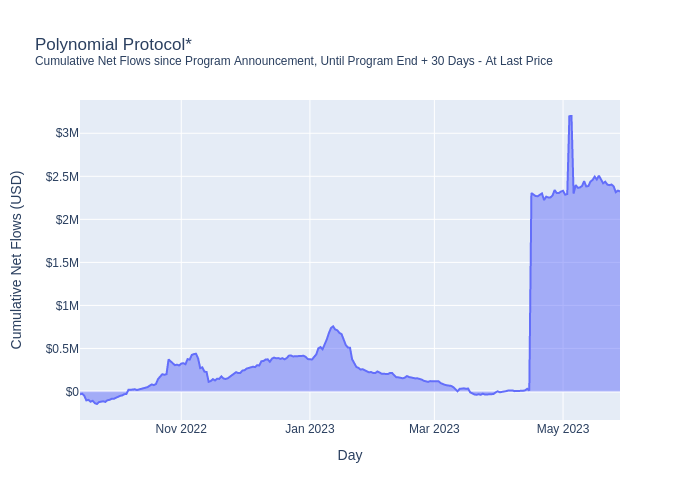 Polynomial Protocol*
Cumulative Net Flows since Program Announcement, Until Program End + 30 Days - At Last Price
$3M
$2.5M
$2M
$1.5M
$1M
$0.5M
$0
Cumulative Net Flows (USD)
Nov 2022
Jan 2023
Mar 2023
May 2023
Day